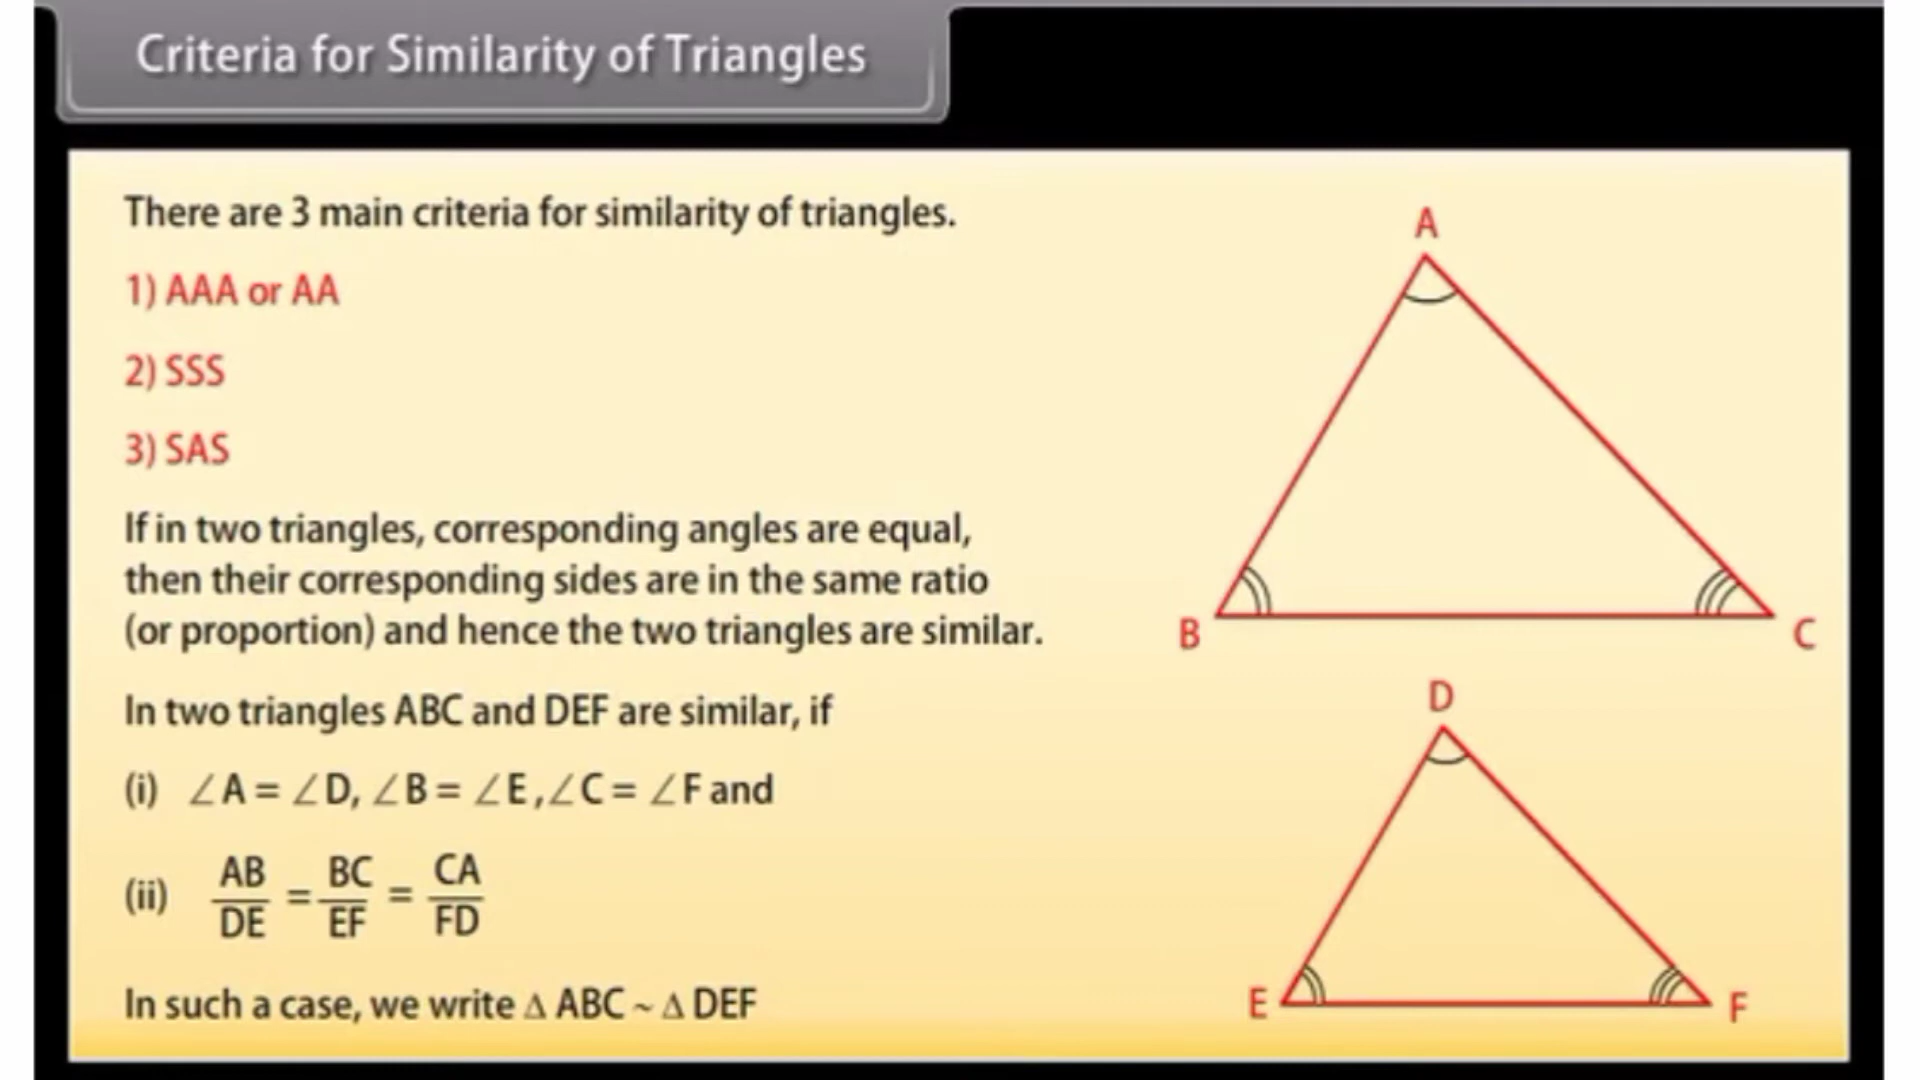 Criteria for Similarity of Triangles
There are 3 main criteria for similarity of triangles.
1) AAA or AA
2) SSS
3) SAS
If in two triangles, corresponding angles are equal,
then their corresponding sides are in the same ratio
(or proportion) and hence the two triangles are similar.
In two triangles ABC and DEF are similar, if
(i) ∠A = ∠D, ∠B = ∠E ,∠C = ∠F and
(ii) AB/DE = BC/EF = CA/FD
In such a case, we write Δ ABC ~ Δ DEF
A
B
C
D
E
F